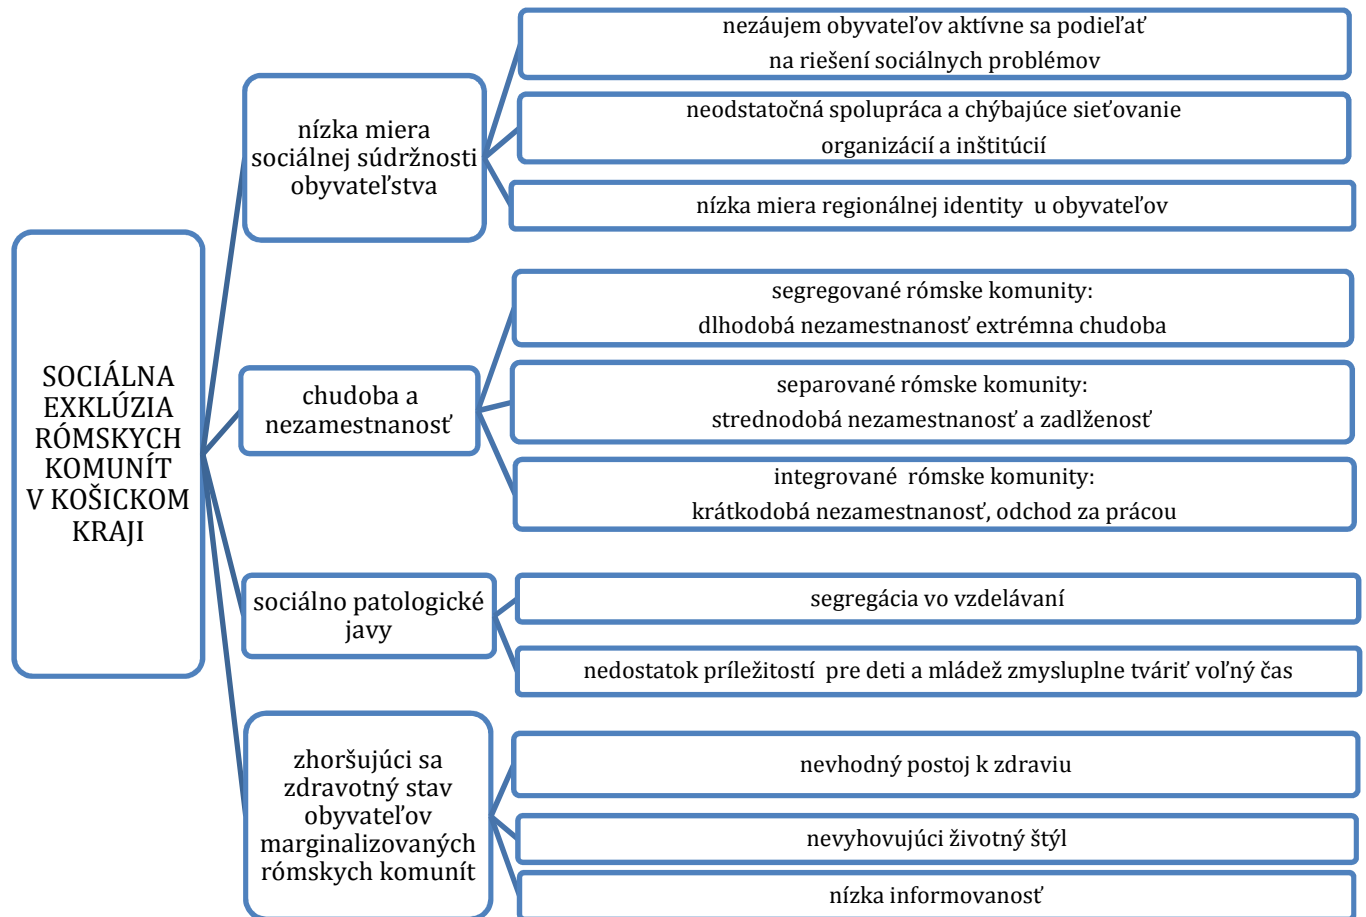 SOCIÁLNA
EXKLÚZIA
RÓMSKYCH
KOMUNÍT
V KOŠICKOM
KRAJI
nízka miera
sociálnej súdržnosti
obyvateľstva
nezáujem obyvateľov aktívne sa podieľať
na riešení sociálnych problémov
neodstatočná spolupráca a chýbajúce sieťovanie
organizácií a inštitúcií
nízka miera regionálnej identity u obyvateľov
chudoba a
nezamestnanosť
segregované rómske komunity:
dlhodobá nezamestnanosť extrémna chudoba
separované rómske komunity:
strednodobá nezamestnanosť a zadlženosť
integrované rómske komunity:
krátkodobá nezamestnanosť, odchod za prácou
sociálno patologické
javy
segregácia vo vzdelávaní
nedostatok príležitostí pre deti a mládež zmysluplne tváriť voľný čas
zhoršujúci sa
zdravotný stav
obyvateľov
marginalizovaných
rómskych komunít
nevhodný postoj k zdraviu
nevyhovujúci životný štýl
nízka informovanosť